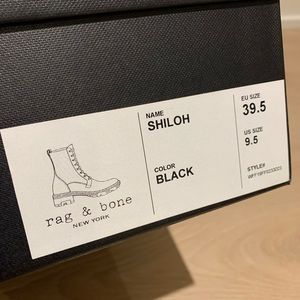 NAME
SHILOH
COLOR
BLACK
EU SIZE
39.5
US SIZE
9.5
STYLE#
rag & bone
NEW YORK